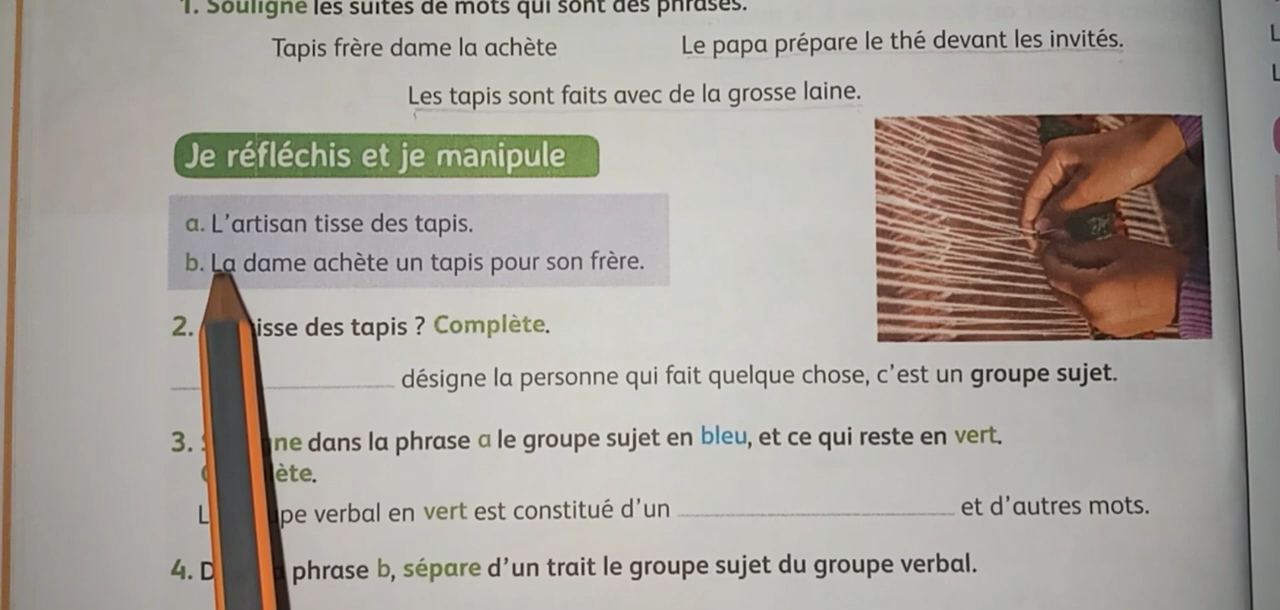 1. Souligne les suites de mots qui sont des phrases.
Tapis frère dame la achète
Le papa prépare le thé devant les invités.
Les tapis sont faits avec de la grosse laine.
Je réfléchis et je manipule
a. L'artisan tisse des tapis.
b. La dame achète un tapis pour son frère.
2. isse des tapis ? Complète.
désigne la personne qui fait quelque chose, c'est un groupe sujet.
3. ne dans la phrase a le groupe sujet en bleu, et ce qui reste en vert.
ète.
L pe verbal en vert est constitué d'un et d'autres mots.
4. D phrase b, sépare d'un trait le groupe sujet du groupe verbal.